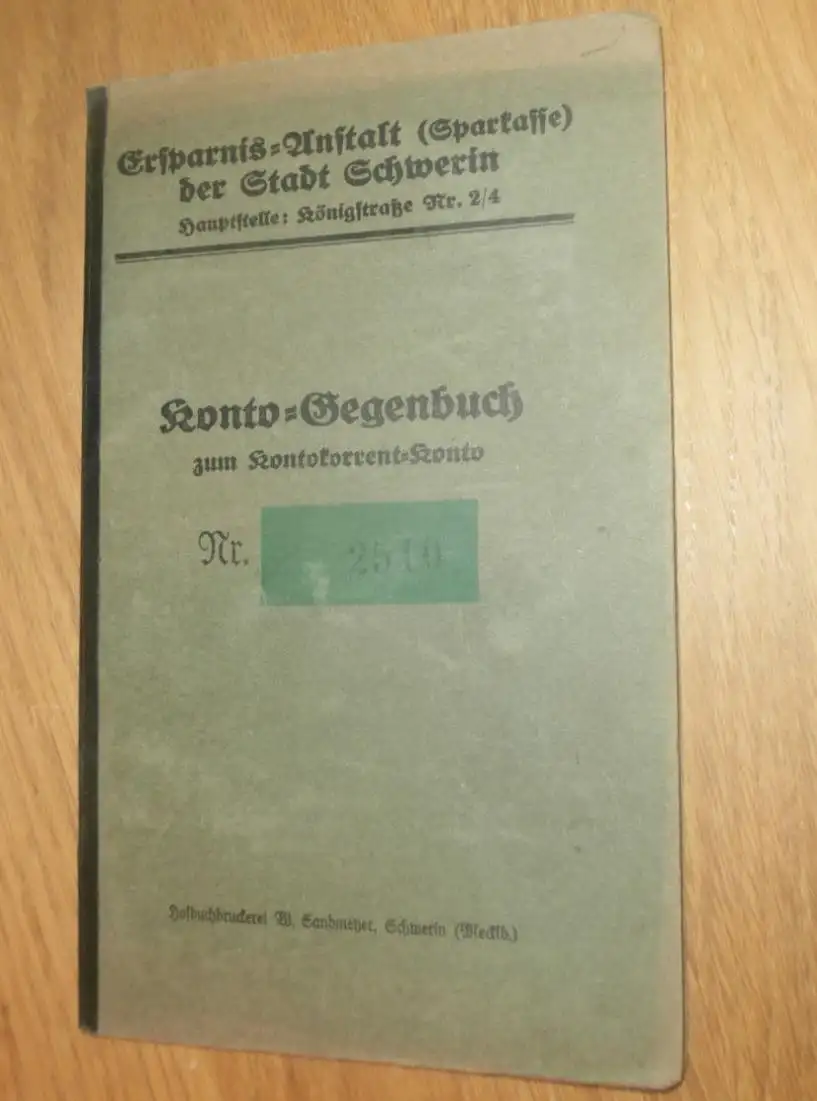 Ersparnis-Anstalt (Sparkasse)
der Stadt Schwerin
Hauptstelle: Königstraße Nr. 2/4
Konto-Gegenbuch
zum Kontokorrent-Konto
Nr. 2510
Hofbuchdruckerei W. Sandmeyer, Schwerin (Mecklb.)